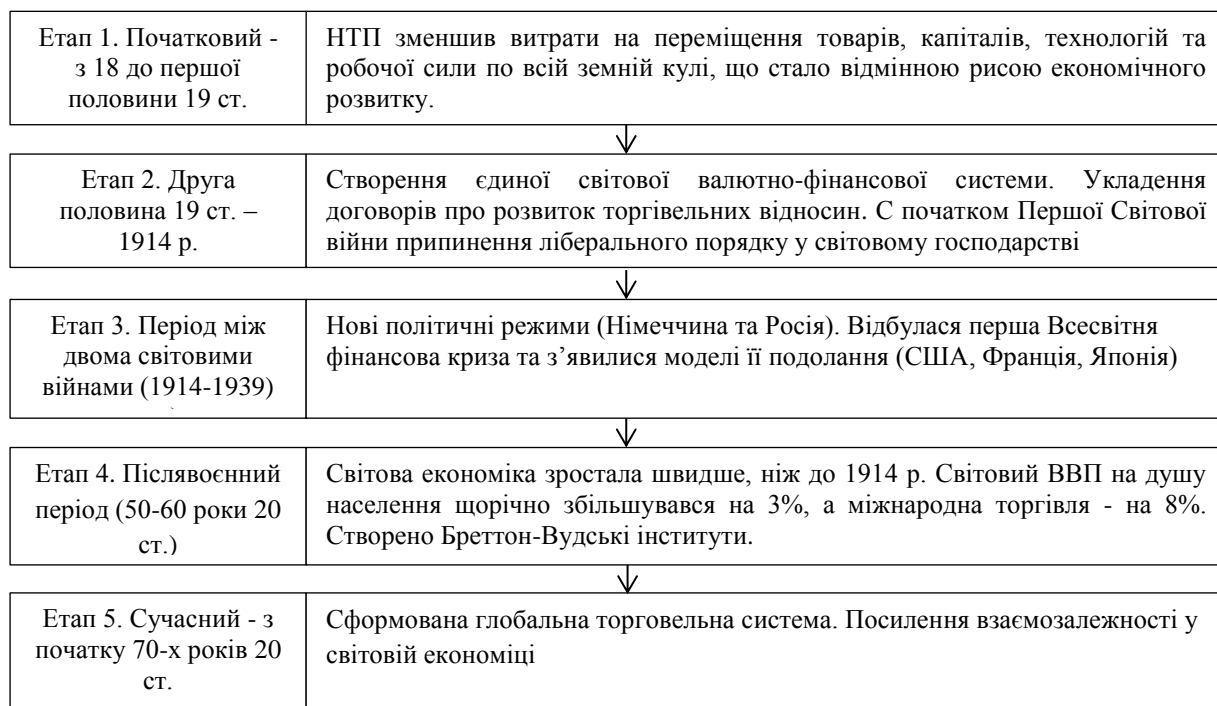 Етап 1. Початковий -
з 18 до першої
половини 19 ст.
НТП зменшив витрати на переміщення товарів, капіталів, технологій та
робочої сили по всій земній кулі, що стало відмінною рисою економічного
розвитку.
Етап 2. Друга
половина 19 ст. –
1914 р.
Створення єдиної світової валютно-фінансової системи. Укладення
договорів про розвиток торгівельних відносин. С початком Першої Світової
війни припинення ліберального порядку у світовому господарстві
Етап 3. Період між
двома світовими
війнами (1914-1939)
Нові політичні режими (Німеччина та Росія). Відбулася перша Всесвітня
фінансова криза та з’явилися моделі її подолання (США, Франція, Японія)
Етап 4. Післявоєнний
період (50-60 роки 20
ст.)
Світова економіка зростала швидше, ніж до 1914 р. Світовий ВВП на душу
населення щорічно збільшувався на 3%, а міжнародна торгівля - на 8%.
Створено Бреттон-Вудські інститути.
Етап 5. Сучасний - з
початку 70-х років 20
ст.
Сформована глобальна торговельна система. Посилення взаємозалежності у
світовій економіці